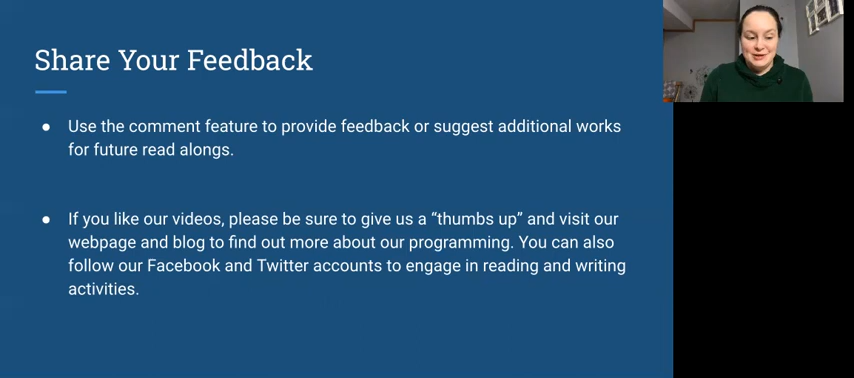 Share Your Feedback
● Use the comment feature to provide feedback or suggest additional works
for future read alongs.
● If you like our videos, please be sure to give us a “thumbs up” and visit our
webpage and blog to find out more about our programming. You can also
follow our Facebook and Twitter accounts to engage in reading and writing
activities.